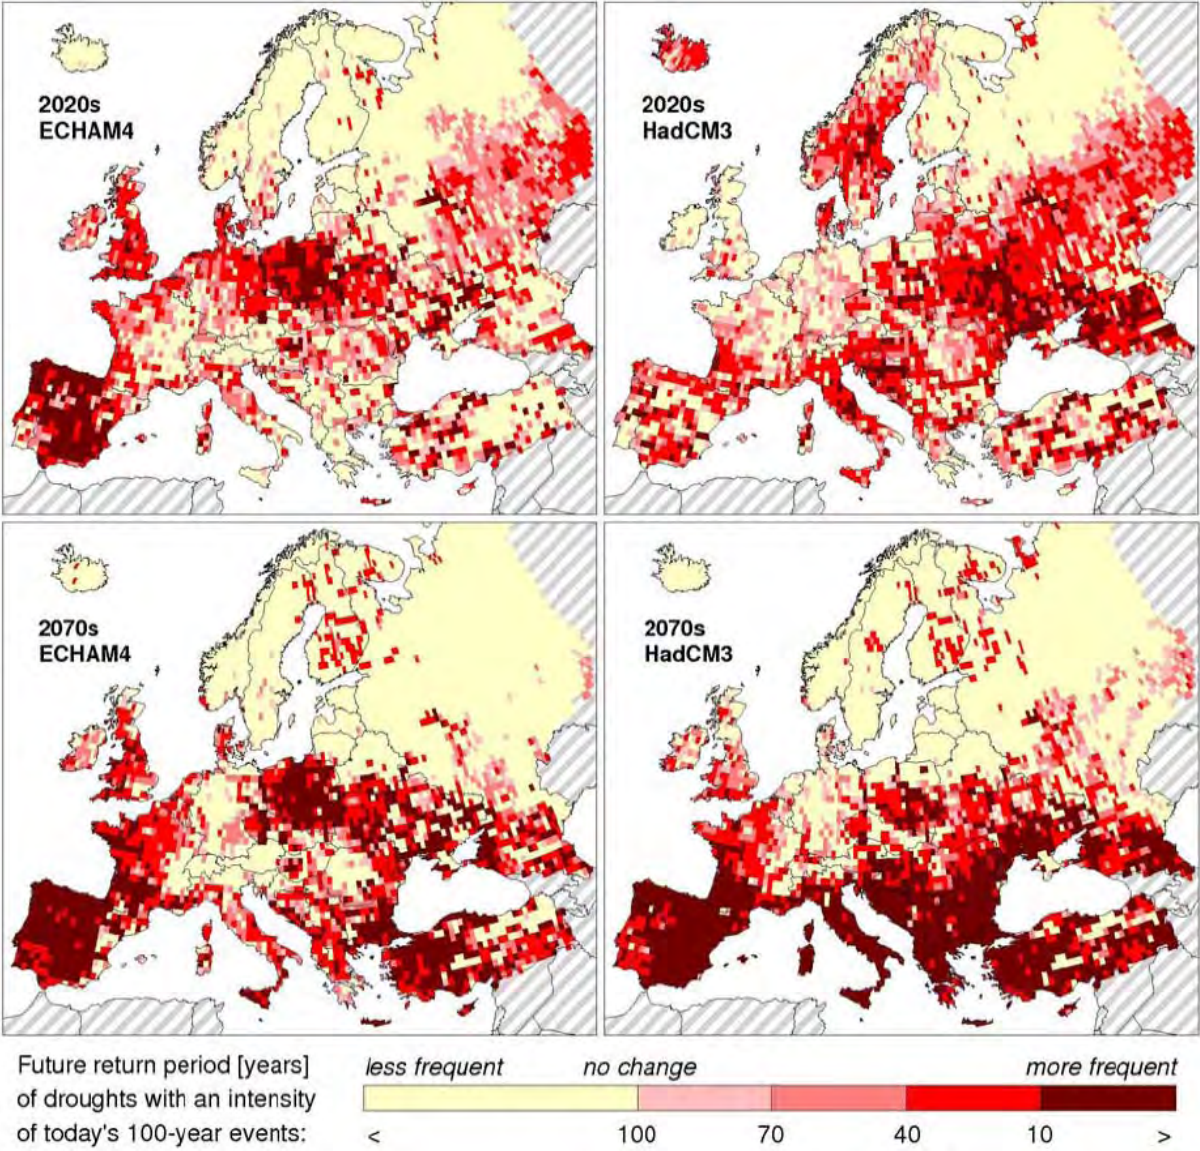 2020s
ECHAM4
2020s
HadCM3
2070s
ECHAM4
2070s
HadCM3
Future return period [years]
of droughts with an intensity
of today's 100-year events:
less frequent no change more frequent
< 100 70 40 10 >